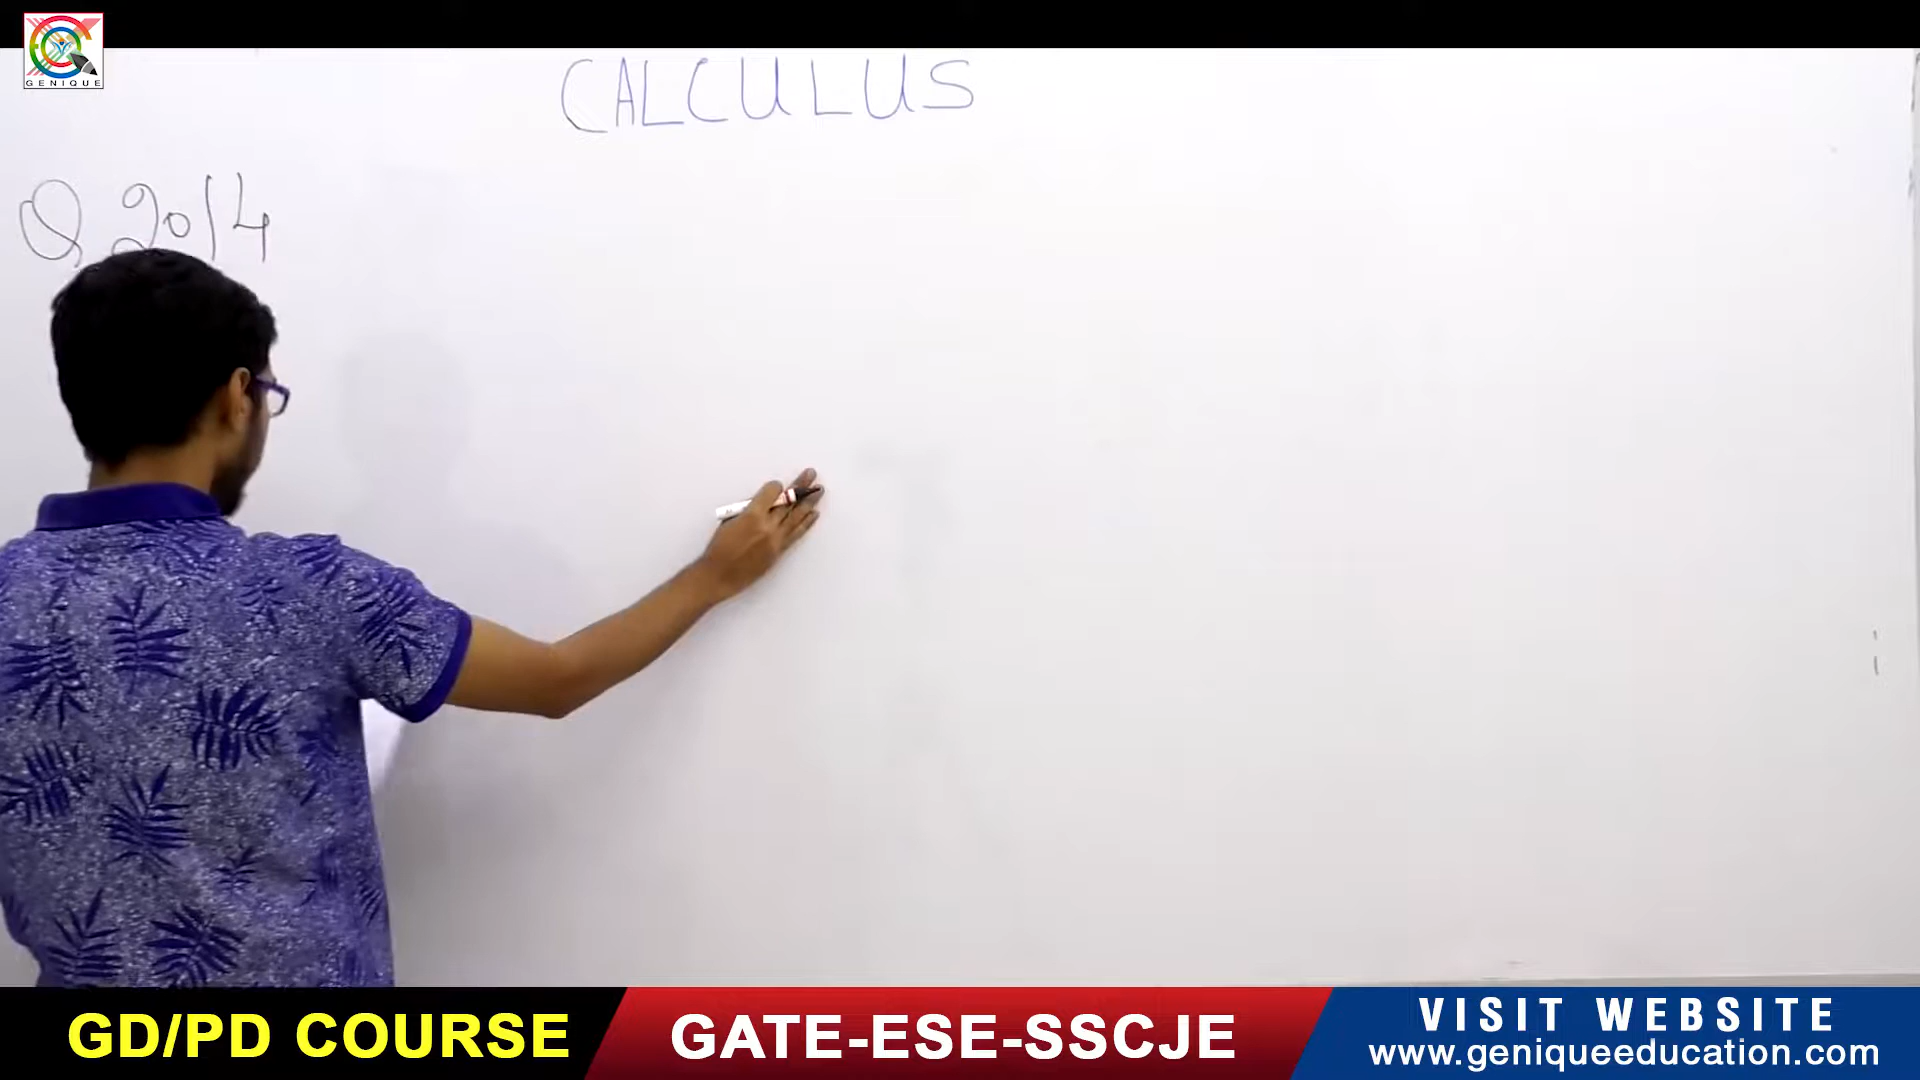 GENIQUE
CALCULUS
Q 2014
GD/PD COURSE
GATE-ESE-SSCJE
VISIT WEBSITE
www.geniqueeducation.com